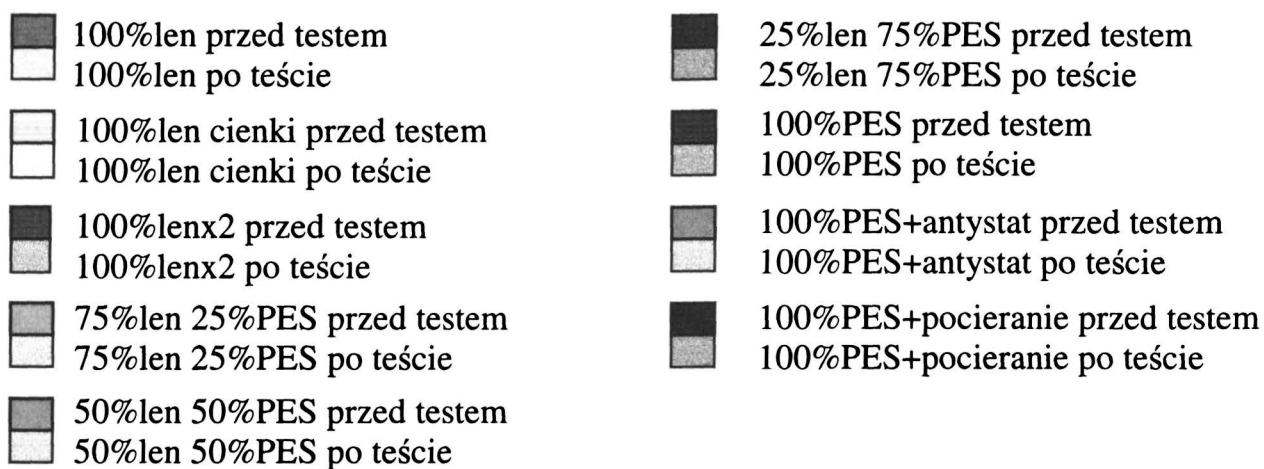 100%len przed testem
100%len po teście
100%len cienki przed testem
100%len cienki po teście
100%lenx2 przed testem
100%lenx2 po teście
75%len 25%PES przed testem
75%len 25%PES po teście
50%len 50%PES przed testem
50%len 50%PES po teście
25%len 75%PES przed testem
25%len 75%PES po teście
100%PES przed testem
100%PES po teście
100%PES+antystat przed testem
100%PES+antystat po teście
100%PES+pocieranie przed testem
100%PES+pocieranie po teście